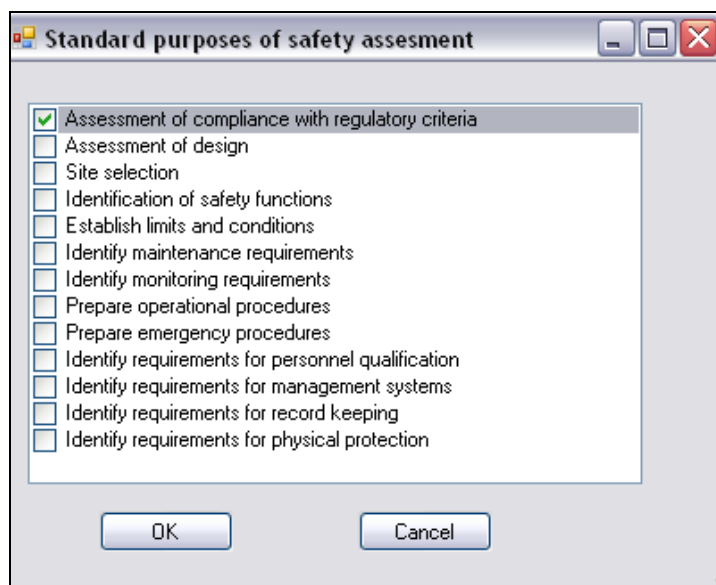 Standard purposes of safety assesment
Assessment of compliance with regulatory criteria
Assessment of design
Site selection
Identification of safety functions
Establish limits and conditions
Identify maintenance requirements
Identify monitoring requirements
Prepare operational procedures
Prepare emergency procedures
Identify requirements for personnel qualification
Identify requirements for management systems
Identify requirements for record keeping
Identify requirements for physical protection
OK Cancel